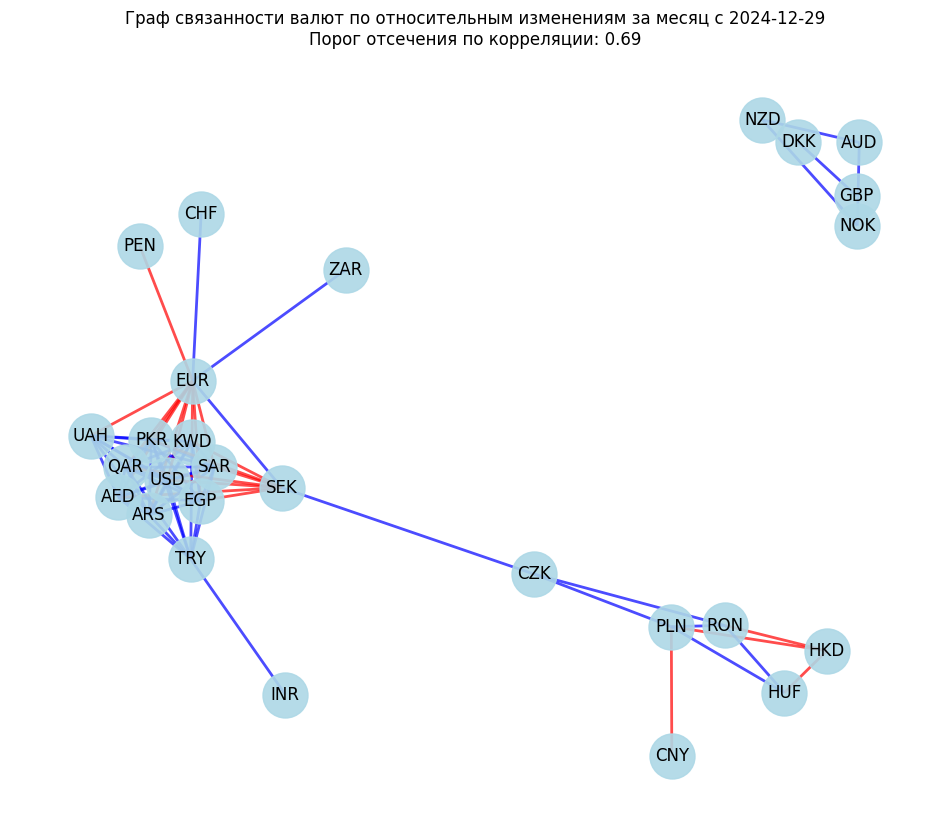 Граф связанности валют по относительным изменениям за месяц с 2024-12-29
Порог отсечения по корреляции: 0.69
NZD
DKK
AUD
GBP
NOK
CHF
PEN
ZAR
EUR
UAH
PKR
KWD
QAR
SAR
USD
AED
EGP
ARS
SEK
TRY
CZK
PLN
RON
HKD
HUF
INR
CNY